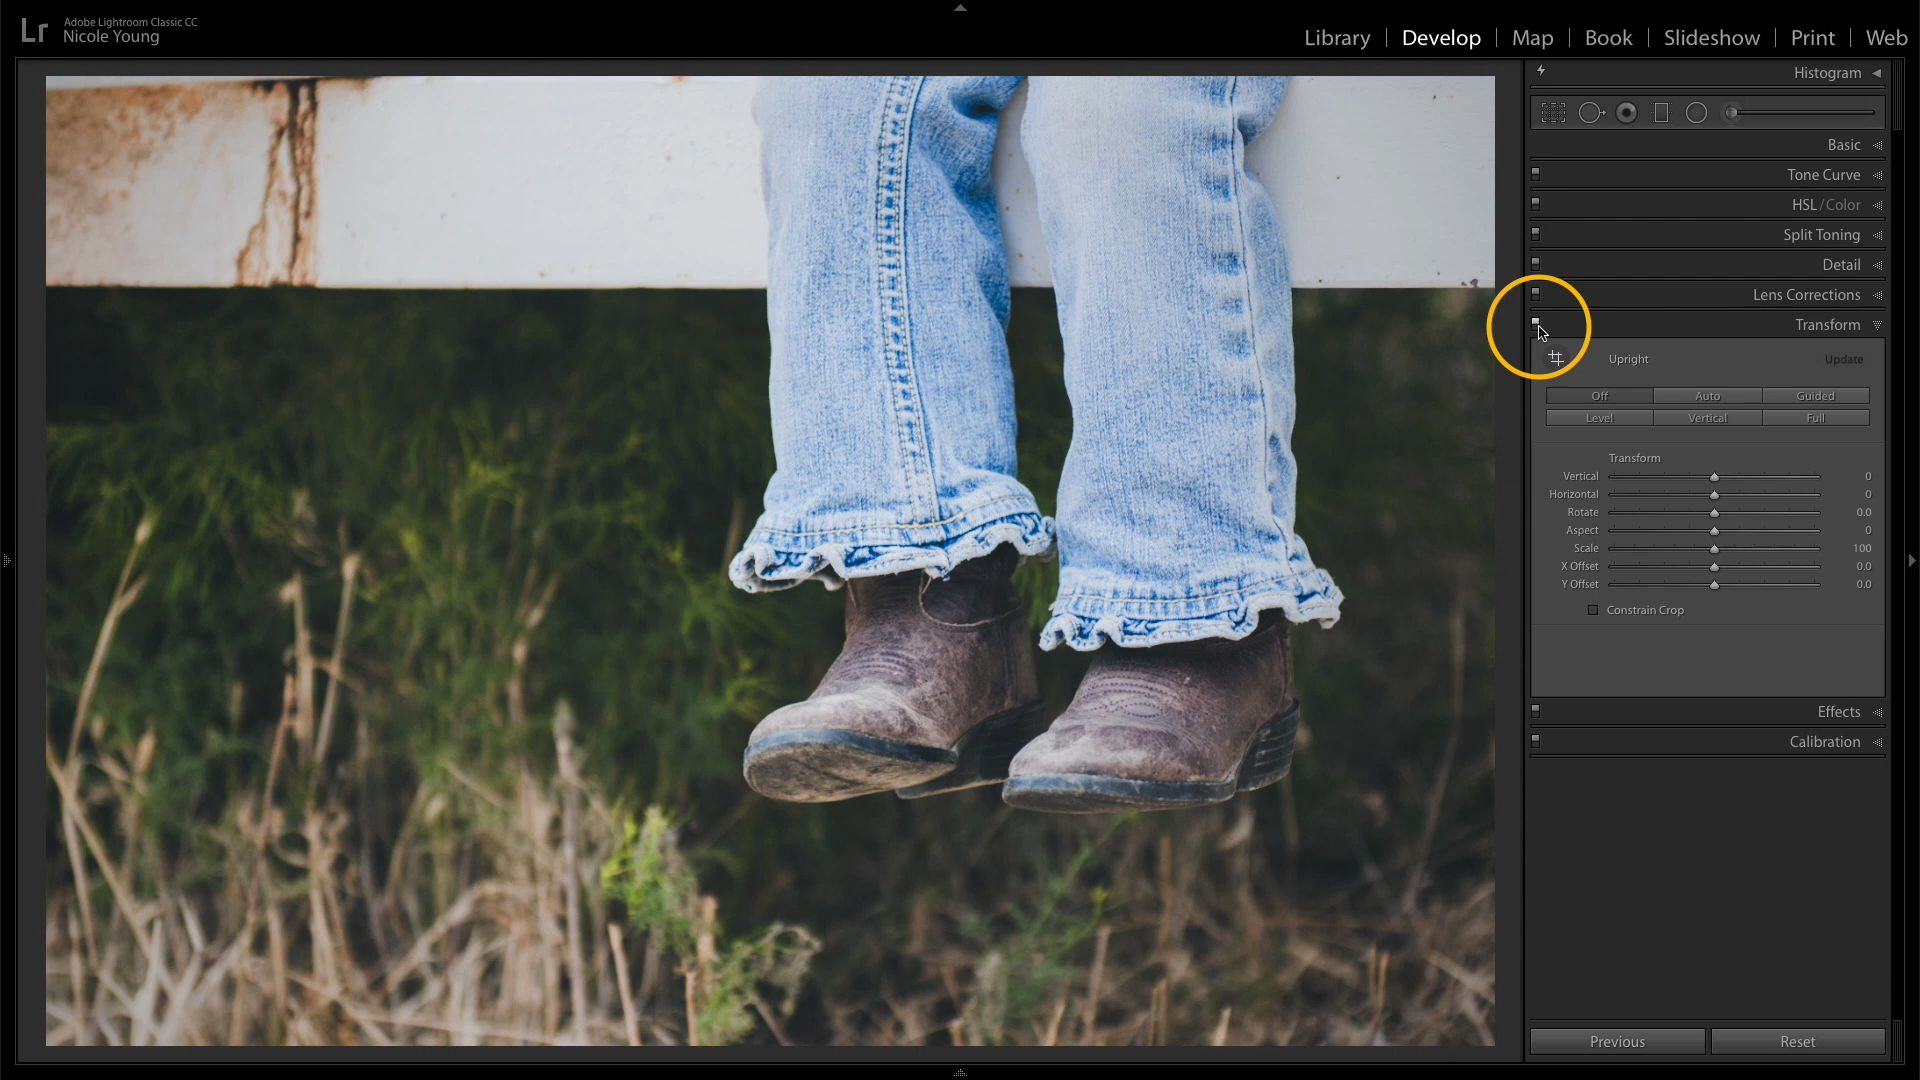 Lr
Adobe Lightroom Classic CC
Nicole Young
Library | Develop | Map | Book | Slideshow | Print | Web
Histogram
Basic
Tone Curve
HSL / Color
Split Toning
Detail
Lens Corrections
Transform
Upright Update
Off Auto Guided
Level Vertical Full
Transform
Vertical 0
Horizontal 0
Rotate 0.0
Aspect 0
Scale 100
X Offset 0.0
Y Offset 0.0
Constrain Crop
Effects
Calibration
Previous Reset